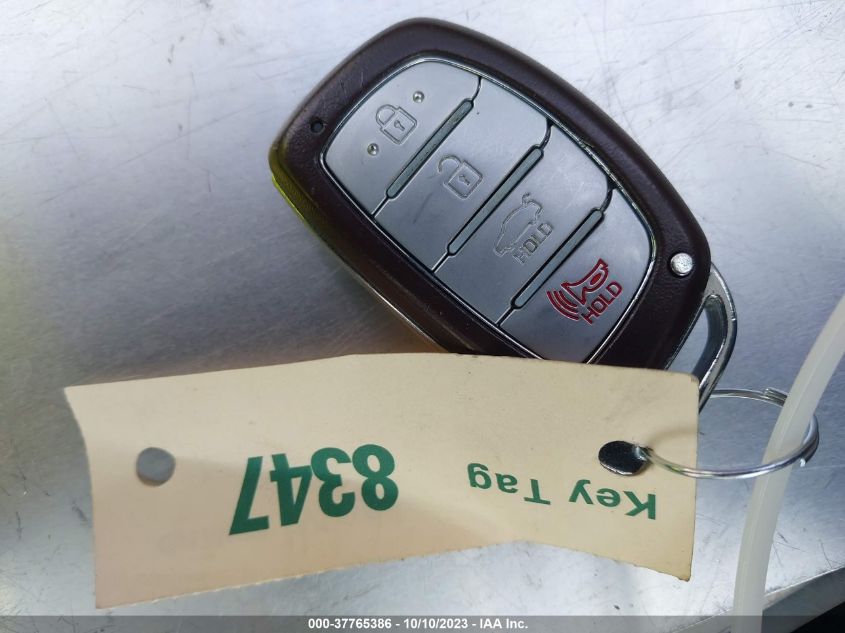 HOLD
HOLD
Key Tag 8347
000-37765386 - 10/10/2023 - IAA Inc.